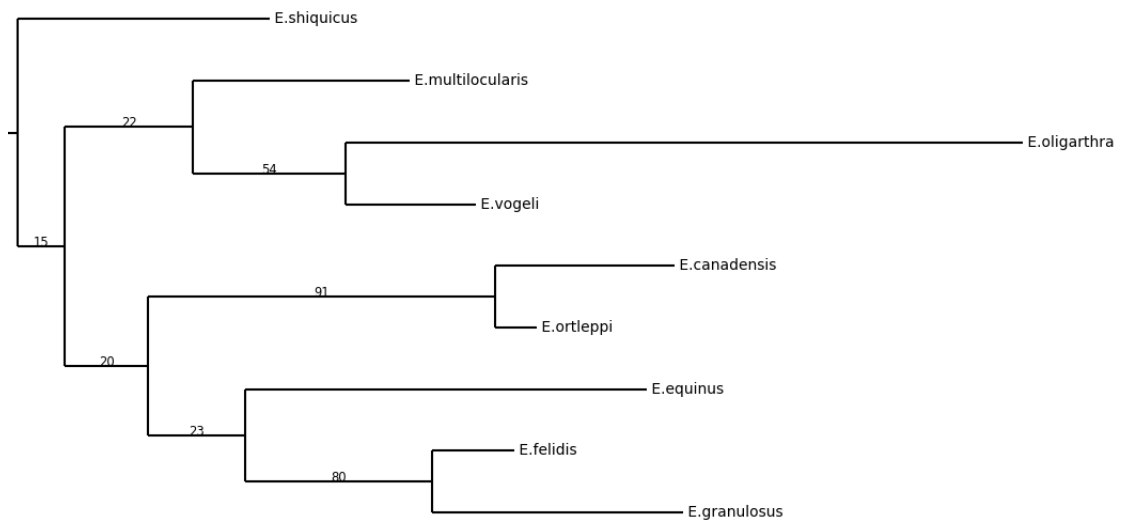 E.shiquicus
E.multilocularis
22
E.oligarthra
54
E.vogeli
15
E.canadensis
91
E.ortleppi
20
E.equinus
23
E.felidis
80
E.granulosus